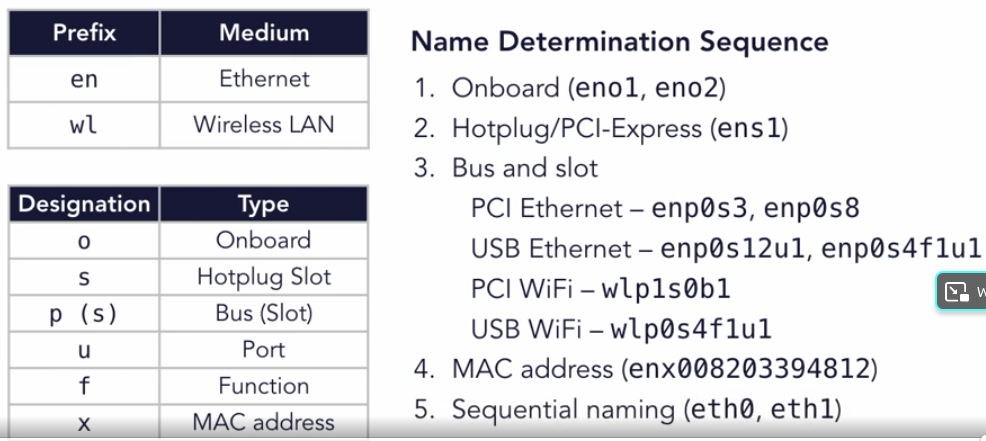 Prefix Medium
en Ethernet
wl Wireless LAN
Designation Type
o Onboard
s Hotplug Slot
p (s) Bus (Slot)
u Port
f Function
x MAC address
Name Determination Sequence
1. Onboard (eno1, eno2)
2. Hotplug/PCI-Express (ens1)
3. Bus and slot
PCI Ethernet – enp0s3, enp0s8
USB Ethernet – enp0s12u1, enp0s4f1u1
PCI WiFi – wlp1s0b1
USB WiFi – wlp0s4f1u1
4. MAC address (enx008203394812)
5. Sequential naming (eth0, eth1)